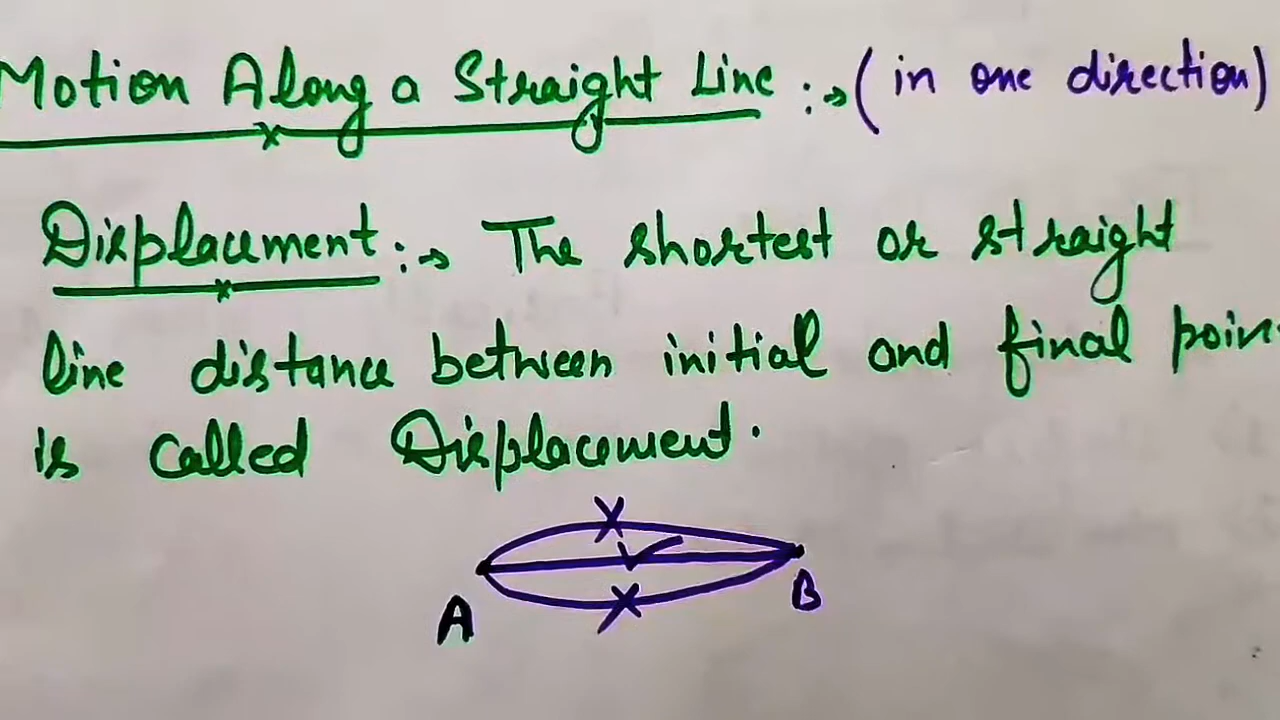 Motion Along a Straight Line :→ (in one direction)
Displacement :→ The shortest or straight
line distance between initial and final poin
is called Displacement.
A B